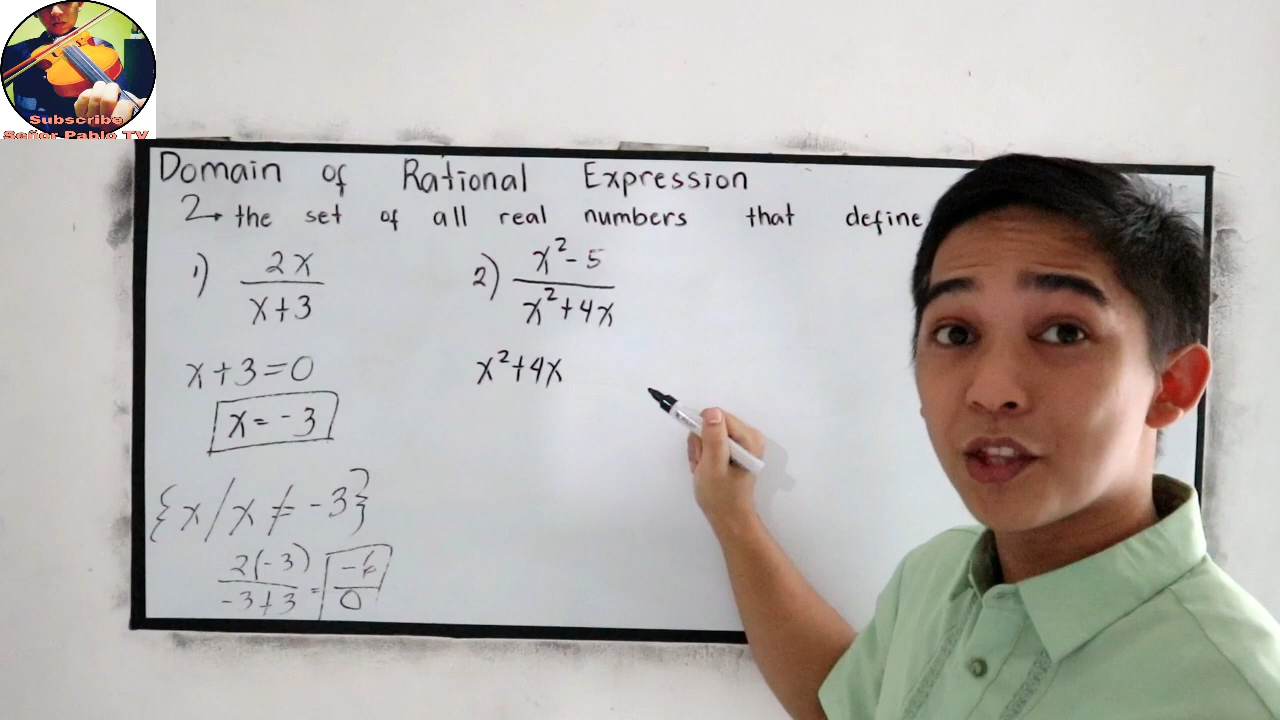 Subscribe
Señor Pablo TV
Domain of Rational Expression
→ the set of all real numbers that define
1) 2x
x+3
x+3=0
x=-3
{x/x≠-3}
2(-3)
-3+3
=
-6
0
2) x²-5
x²+4x
x²+4x